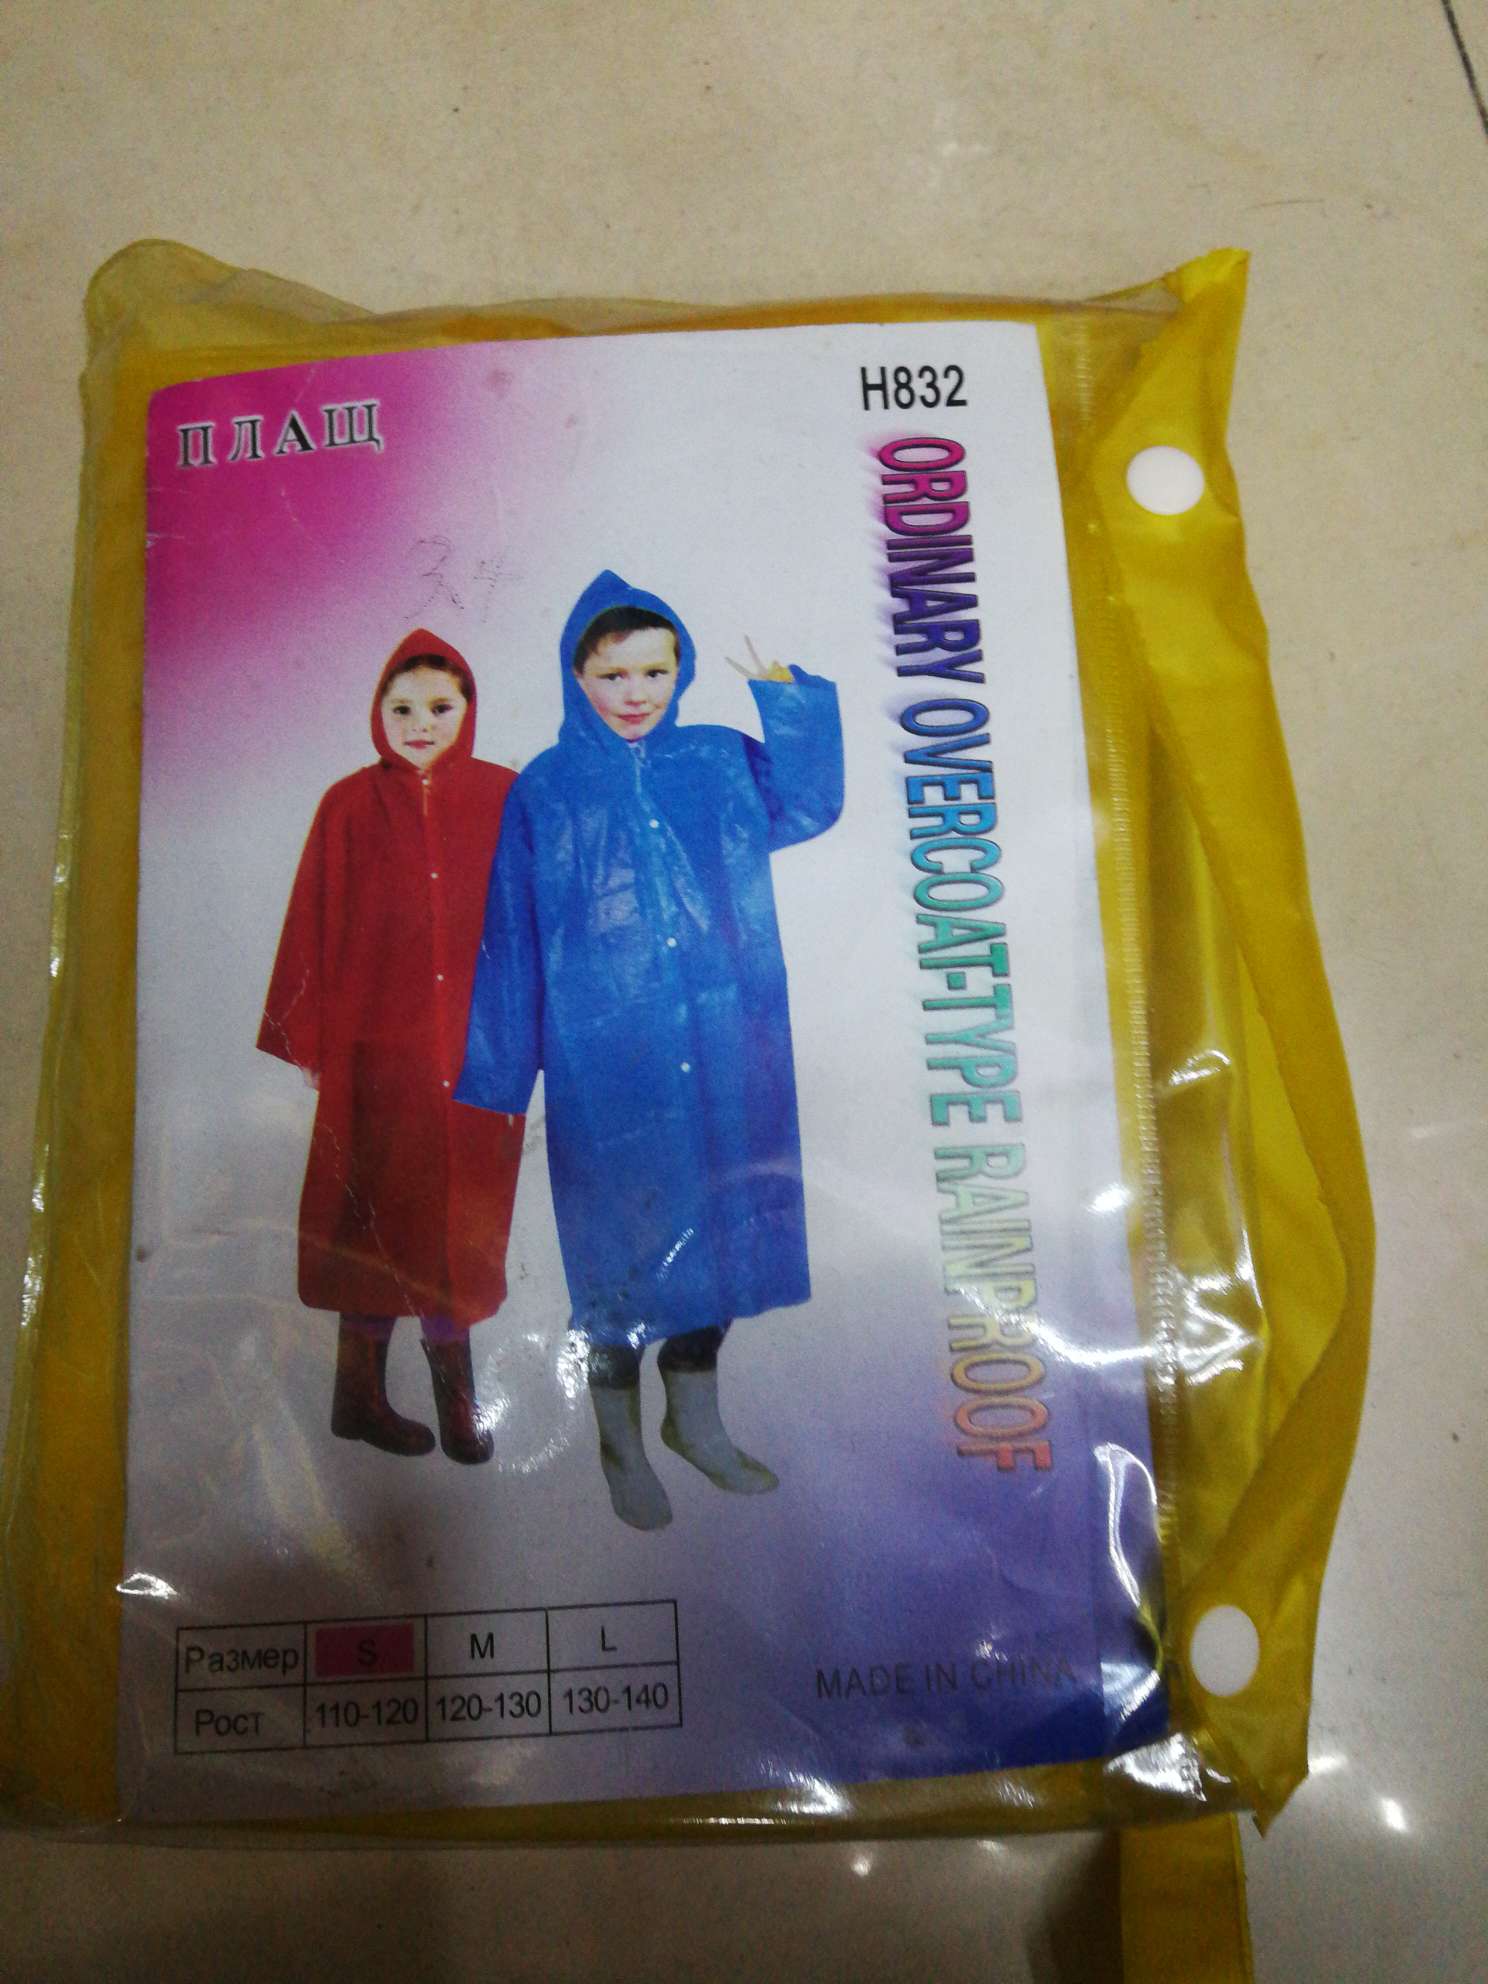 ПЛАЩ
H832
ORDINARY OVERCOAT-TYPE RAINPROOF
Размер S M L
Рост 110-120 120-130 130-140
MADE IN CHINA